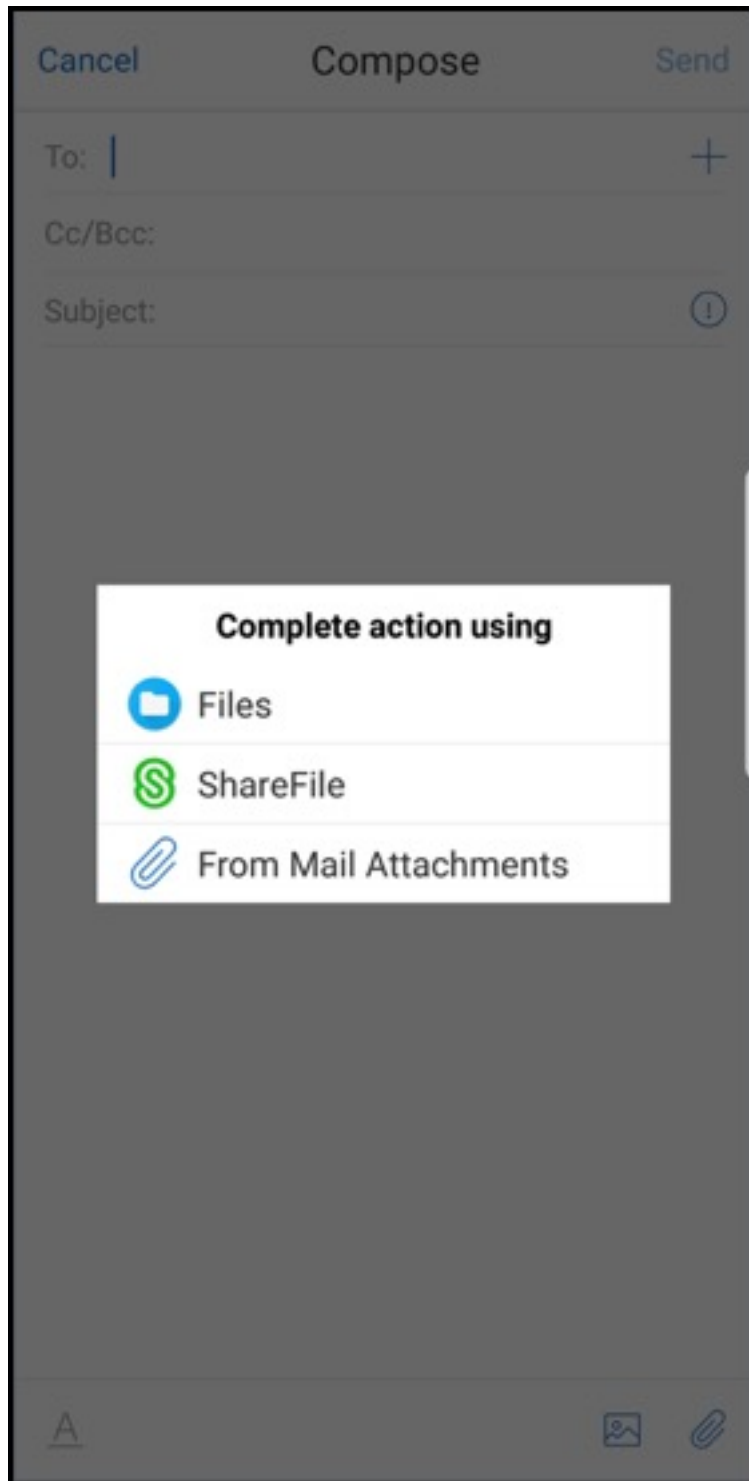 Cancel Compose Send
To:
Cc/Bcc:
Subject:
Complete action using
Files
ShareFile
From Mail Attachments
A